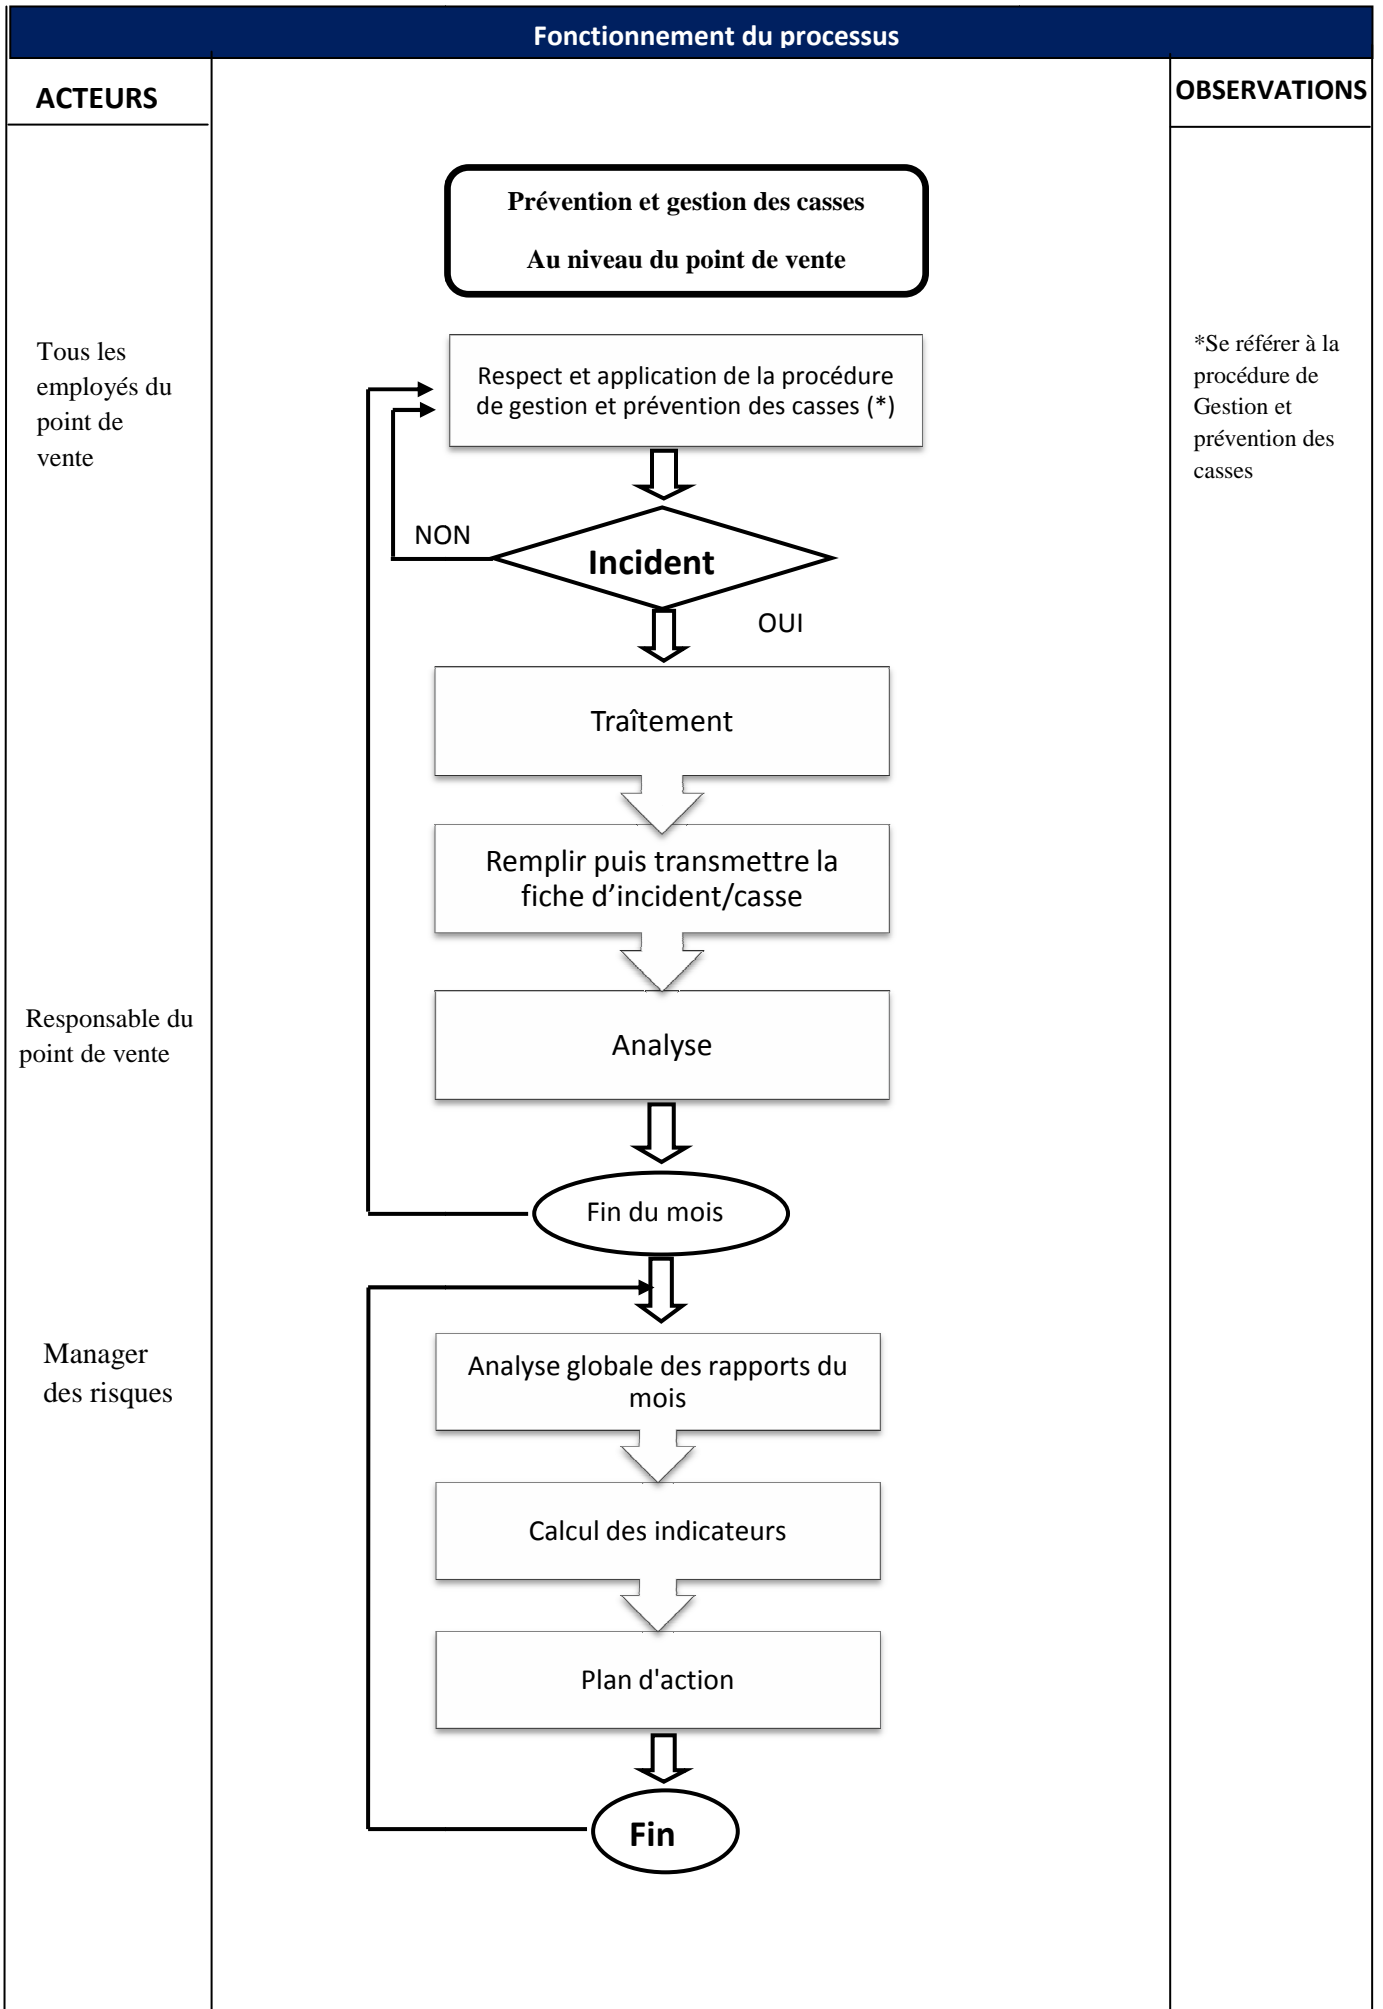 Fonctionnement du processus
ACTEURS
OBSERVATIONS
Prévention et gestion des casses
Au niveau du point de vente
Tous les
employés du
point de
vente
Respect et application de la procédure
de gestion et prévention des casses (*)
*Se référer à la
procédure de
Gestion et
prévention des
casses
NON
Incident
OUI
Traîtement
Remplir puis transmettre la
fiche d’incident/casse
Responsable du
point de vente
Analyse
Fin du mois
Manager
des risques
Analyse globale des rapports du
mois
Calcul des indicateurs
Plan d'action
Fin